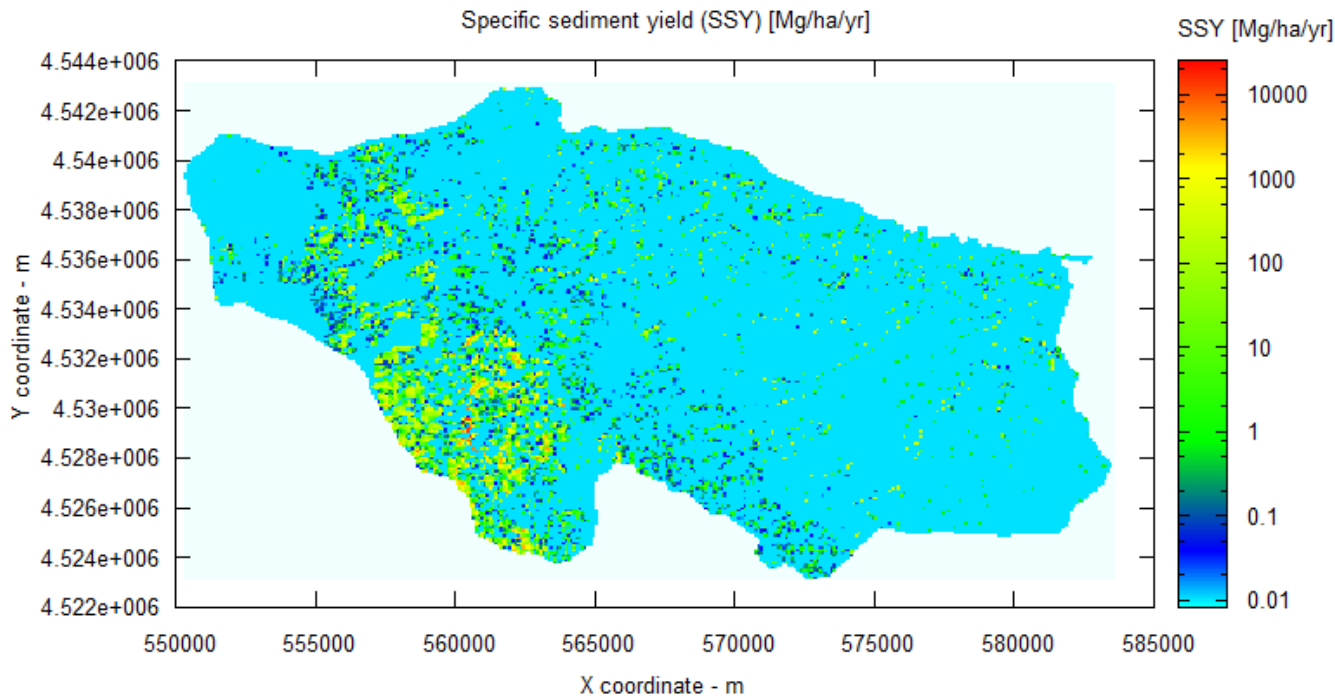 Specific sediment yield (SSY) [Mg/ha/yr]
SSY [Mg/ha/yr]
4.544e+006
4.542e+006
4.54e+006
4.538e+006
4.536e+006
4.534e+006
4.532e+006
4.53e+006
4.528e+006
4.526e+006
4.524e+006
4.522e+006
Y coordinate - m
10000
1000
100
10
1
0.1
0.01
550000 555000 560000 565000 570000 575000 580000 585000
X coordinate - m